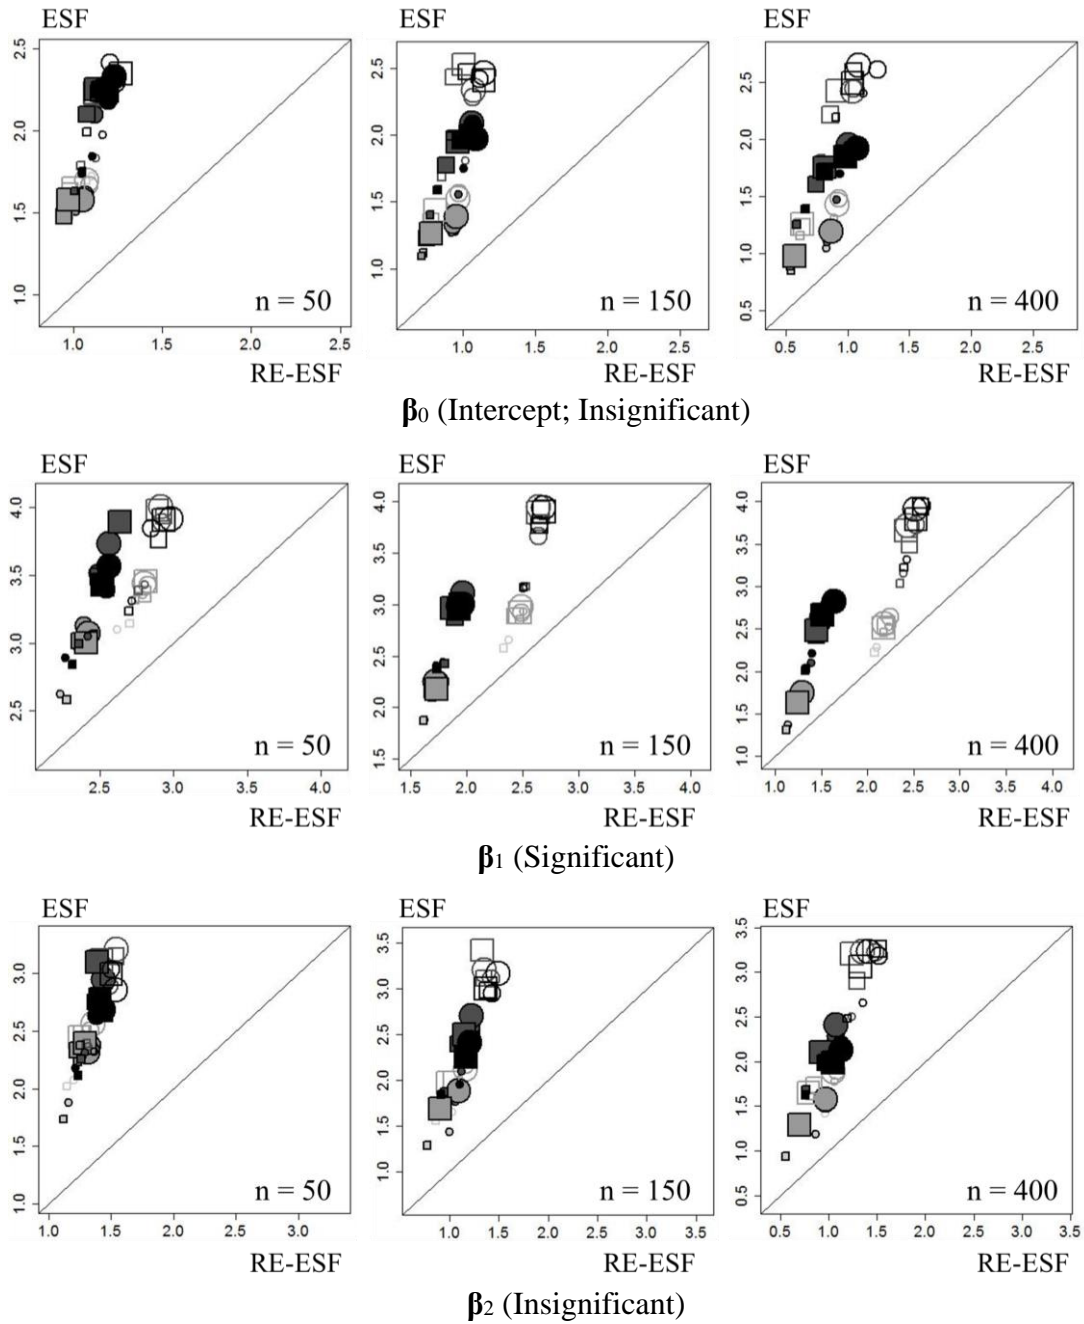 ESF ESF ESF
2.5 2.0 1.5 1.0
n = 50
1.0 1.5 2.0 2.5
RE-ESF
2.5 2.0 1.5 1.0
n = 150
1.0 1.5 2.0 2.5
RE-ESF
2.5 2.0 1.5 1.0 0.5
n = 400
0.5 1.0 1.5 2.0 2.5
RE-ESF
β0 (Intercept; Insignificant)
ESF ESF ESF
4.0 3.5 3.0 2.5
n = 50
2.5 3.0 3.5 4.0
RE-ESF
4.0 3.5 3.0 2.5 2.0 1.5
n = 150
1.5 2.0 2.5 3.0 3.5 4.0
RE-ESF
4.0 3.5 3.0 2.5 2.0 1.5 1.0
n = 400
1.0 1.5 2.0 2.5 3.0 3.5 4.0
RE-ESF
β1 (Significant)
ESF ESF ESF
3.0 2.5 2.0 1.5 1.0
n = 50
1.0 1.5 2.0 2.5 3.0
RE-ESF
3.5 3.0 2.5 2.0 1.5 1.0
n = 150
1.0 1.5 2.0 2.5 3.0 3.5
RE-ESF
3.5 3.0 2.5 2.0 1.5 1.0 0.5
n = 400
0.5 1.0 1.5 2.0 2.5 3.0 3.5
RE-ESF
β2 (Insignificant)